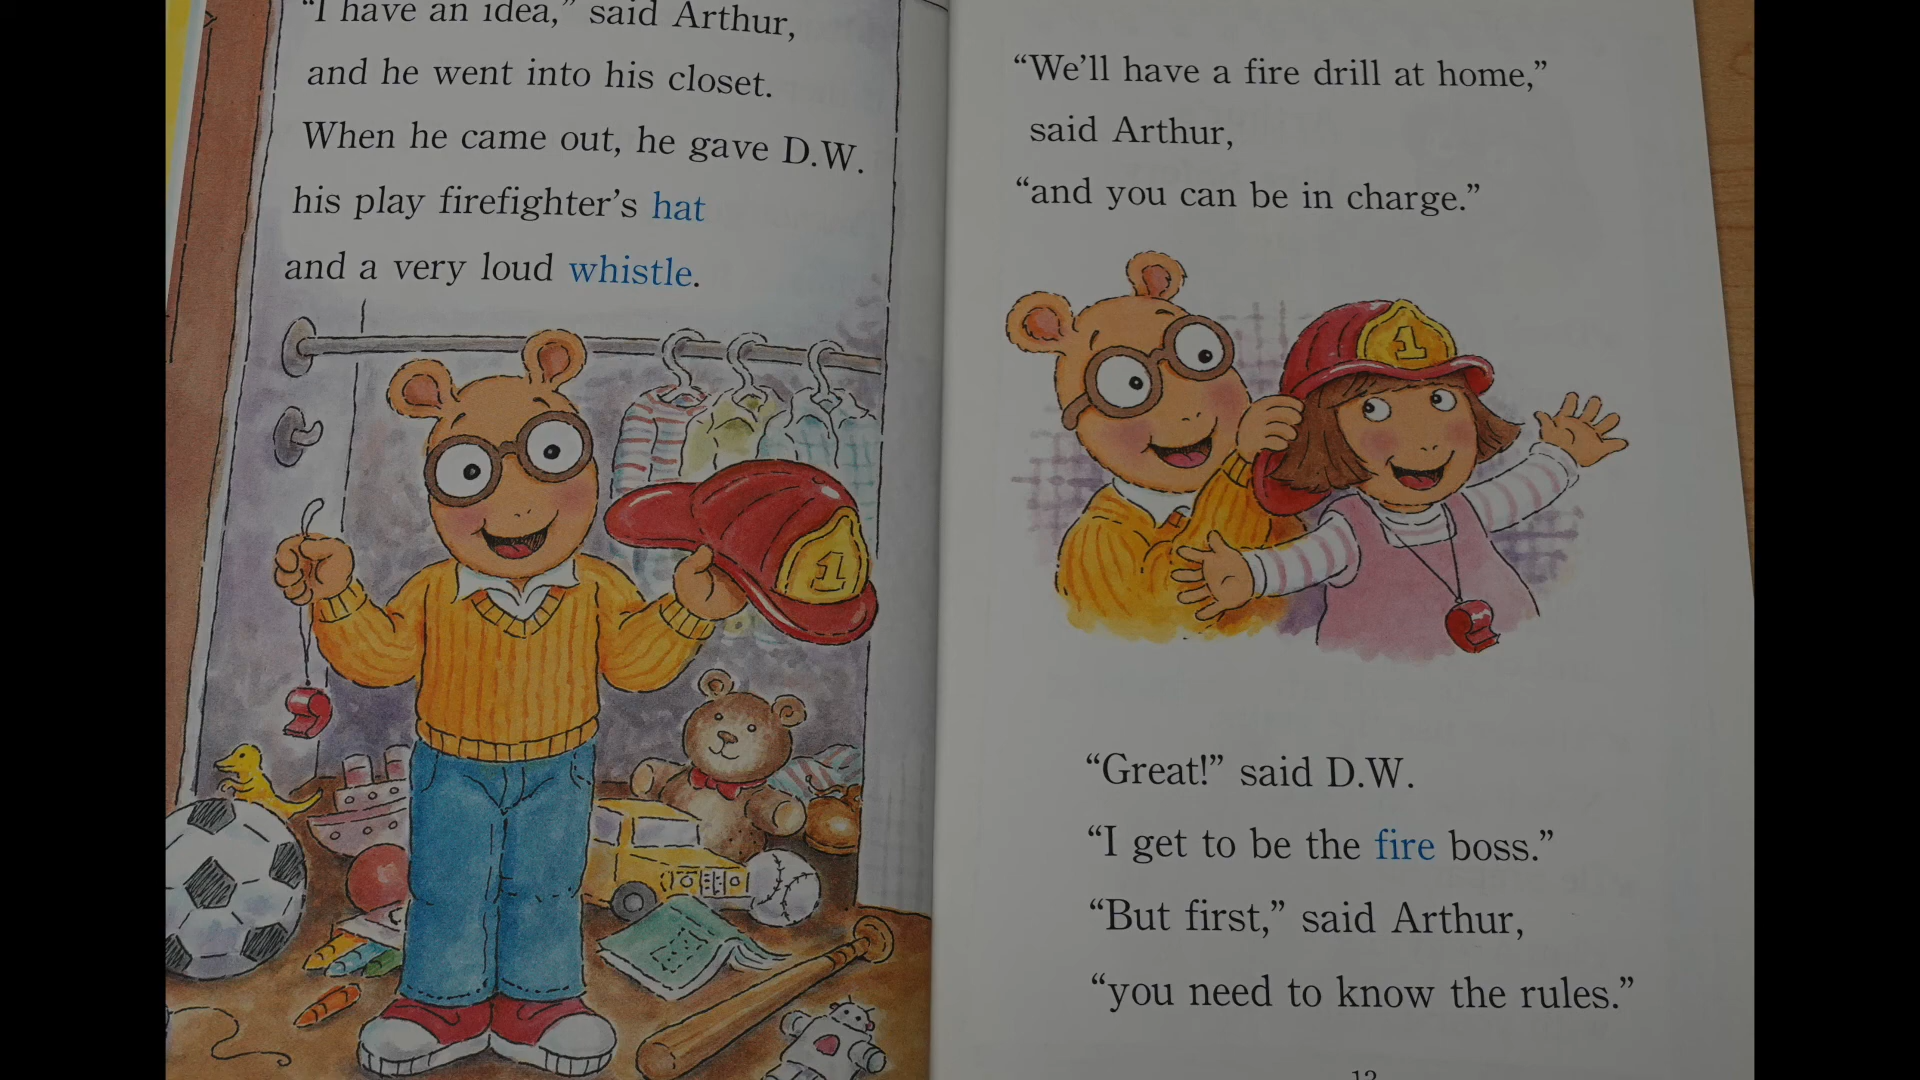 “I have an idea,” said Arthur,
and he went into his closet.
When he came out, he gave D.W.
his play firefighter’s hat
and a very loud whistle.
1
“We’ll have a fire drill at home,”
said Arthur,
“and you can be in charge.”
1
“Great!” said D.W.
“I get to be the fire boss.”
“But first,” said Arthur,
“you need to know the rules.”